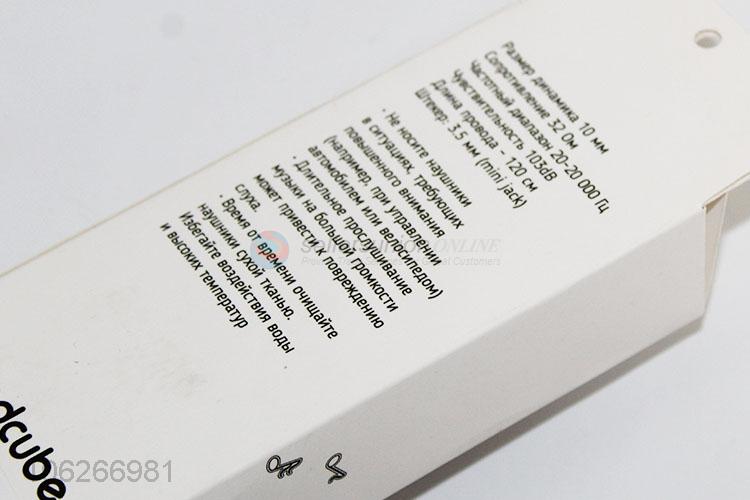 Размер динамика 10 мм
Сопротивление 32 Ом
Частотный диапазон 20-20 000 Гц
Чувствительность 103dB
Длина провода - 120 см
Штекер: 3.5 мм (mini jack)
· Не носите наушники
в ситуациях, требующих
повышенного внимания
(например, при управлении
автомобилем или велосипедом)
· Длительное прослушивание
музыки на большой громкости
может привести к повреждению
слуха.
· Время от времени очищайте
наушники сухой тканью.
Избегайте воздействия воды
и высоких температур
dcube
06266981